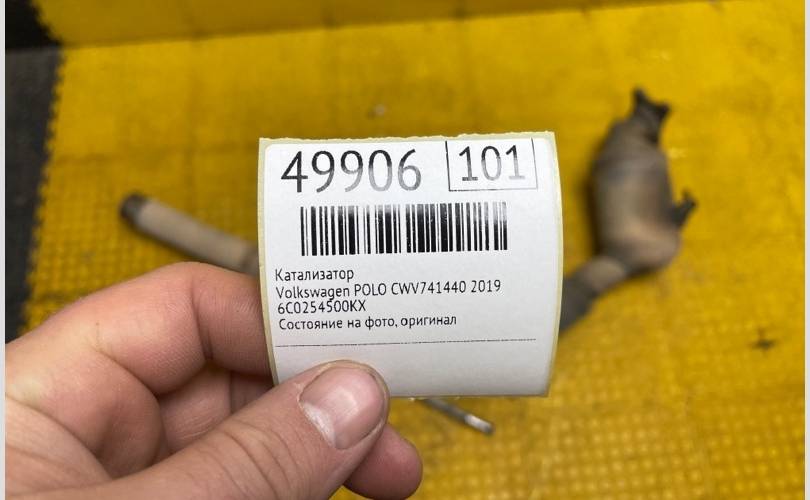 49906 101
Катализатор
Volkswagen POLO CWV741440 2019
6C0254500KX
Состояние на фото, оригинал